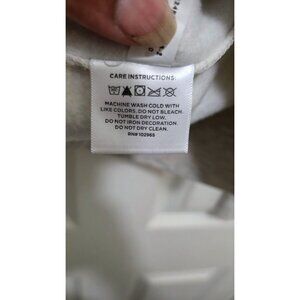 CARE INSTRUCTIONS:
MACHINE WASH COLD WITH
LIKE COLORS. DO NOT BLEACH.
TUMBLE DRY LOW.
DO NOT IRON DECORATION.
DO NOT DRY CLEAN.
RN# 102965